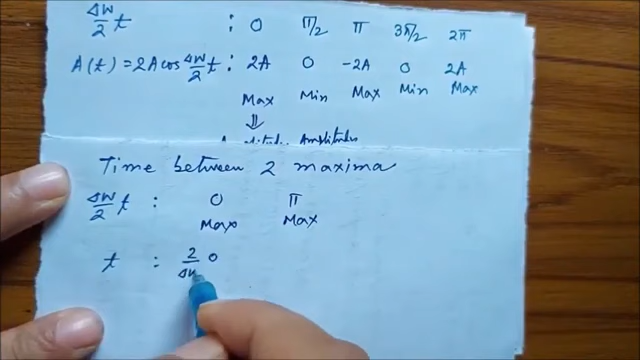 ΔW/2 t : 0 π/2 π 3π/2 2π
A(t) = 2A cos ΔW/2 t : 2A 0 -2A 0 2A
Max Min Max Min Max
⇓
Amplitudes
Time between 2 maxima
ΔW/2 t : 0 π
Max Max
t : 2/ΔW 0